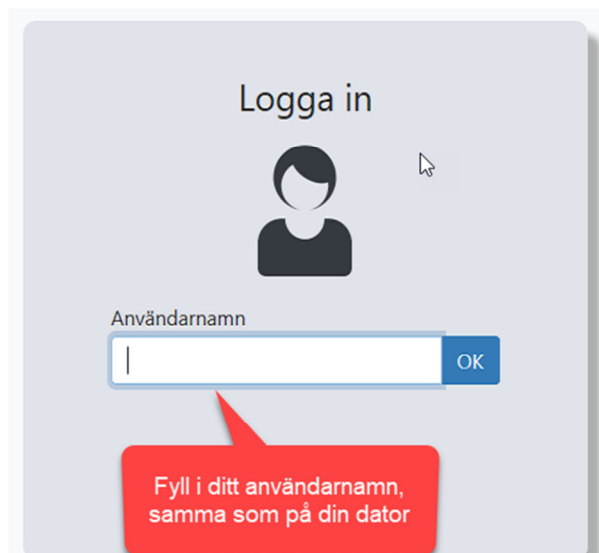 Logga in
Användarnamn
OK
Fyll i ditt användarnamn,
samma som på din dator